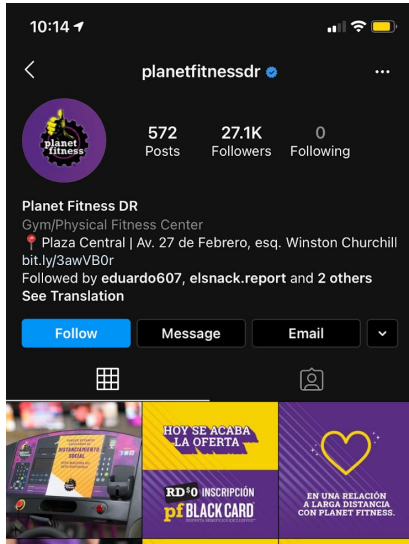 10:14
planetfitnessdr
planet
fitness
572 27.1K 0
Posts Followers Following
Planet Fitness DR
Gym/Physical Fitness Center
Plaza Central | Av. 27 de Febrero, esq. Winston Churchill
bit.ly/3awVB0r
Followed by eduardo607, elsnack.report and 2 others
See Translation
Follow Message Email
DISTANCIAMIENTO
SOCIAL
HOY SE ACABA
LA OFERTA
RD$0 INSCRIPCIÓN
pf BLACK CARD
EN UNA RELACIÓN
A LARGA DISTANCIA
CON PLANET FITNESS.